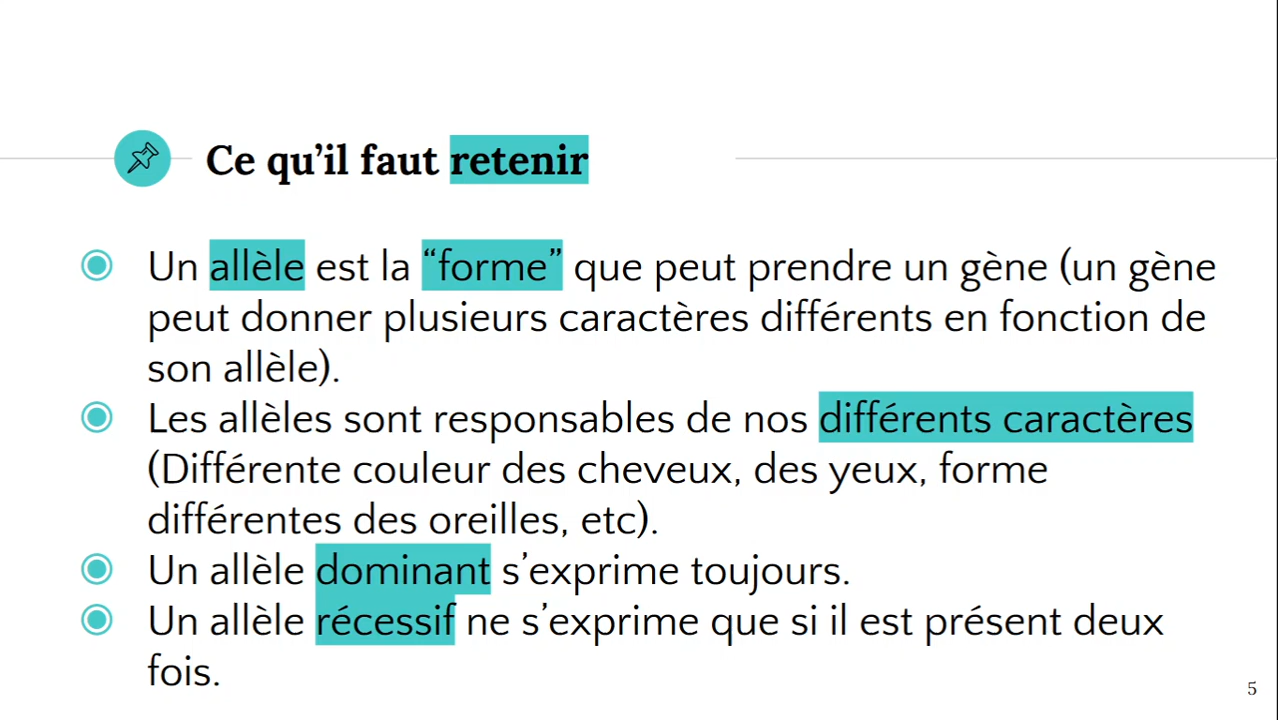 Ce qu’il faut retenir
Un allèle est la “forme” que peut prendre un gène (un gène
peut donner plusieurs caractères différents en fonction de
son allèle).
Les allèles sont responsables de nos différents caractères
(Différente couleur des cheveux, des yeux, forme
différentes des oreilles, etc).
Un allèle dominant s’exprime toujours.
Un allèle récessif ne s’exprime que si il est présent deux
fois.
5